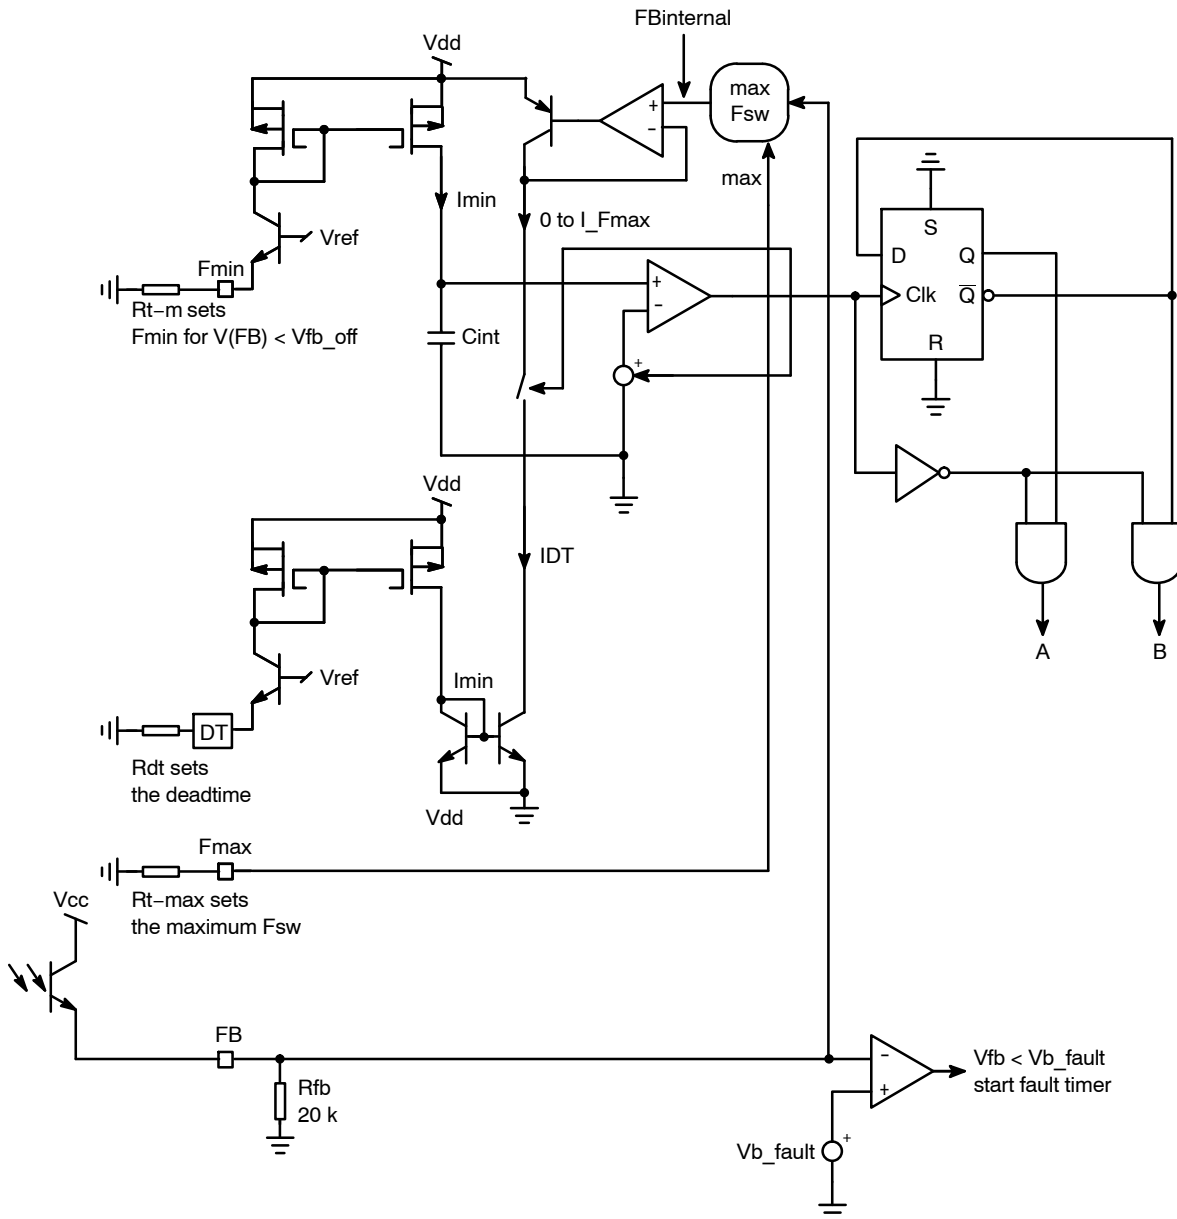 FBinternal
Vdd
max
Fsw
+
−
max
Imin
0 to I_Fmax
Vref
Fmin
Rt−m sets
Fmin for V(FB) < Vfb_off
Cint
+
−
+
S
D
Q
Clk
Q
R
Vdd
IDT
A
B
Vref
Imin
DT
Rdt sets
the deadtime
Vdd
Fmax
Rt−max sets
the maximum Fsw
Vcc
FB
Rfb
20 k
−
+
Vfb < Vb_fault
start fault timer
Vb_fault
+